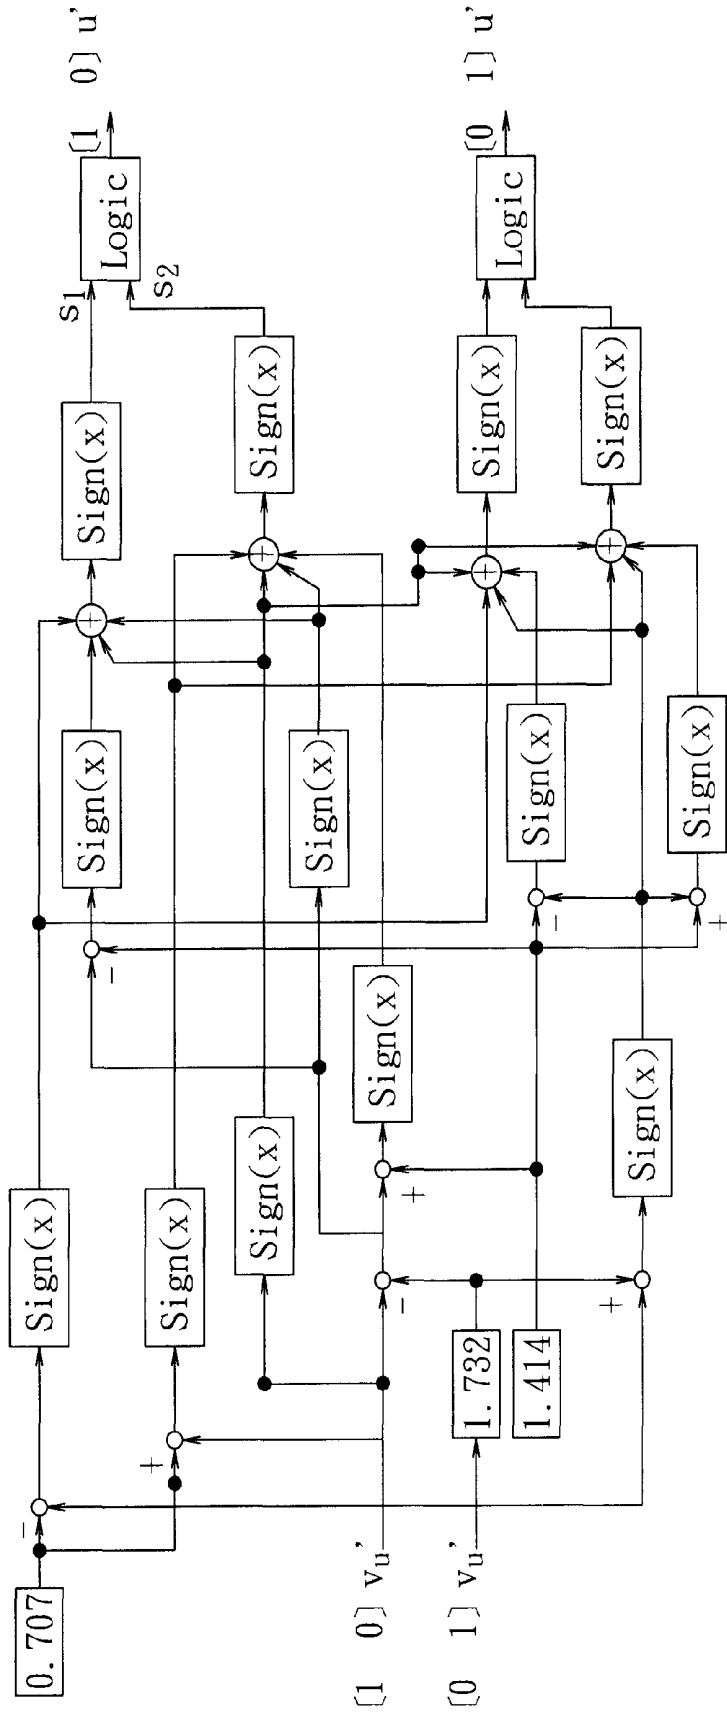 0.707
-
Sign(x)
Sign(x)
Sign(x)
Sign(x)
s1
Logic
[1 0] u'
+
Sign(x)
Sign(x)
Sign(x)
s2
Sign(x)
[1 0] vu'
-
+
Sign(x)
[0 1] vu'
1.732
1.414
+
Sign(x)
-
Sign(x)
Sign(x)
Logic
[0 1] u'
+
Sign(x)
Sign(x)
-
+
+
+
+